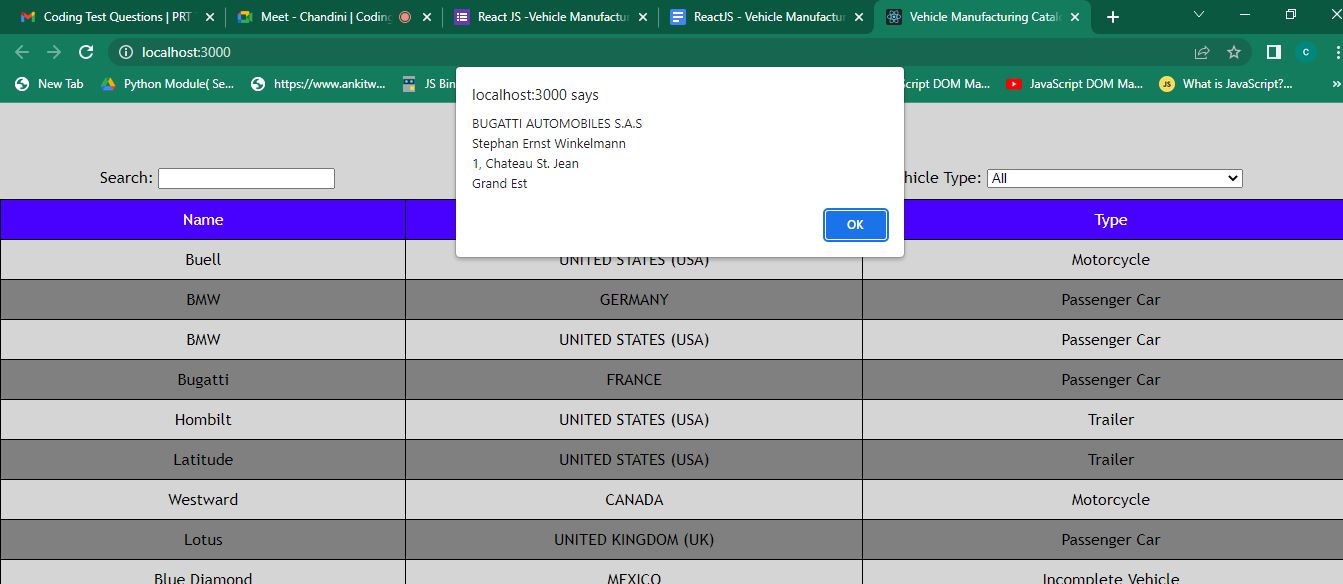 Coding Test Questions | PRT
Meet - Chandini | Coding
React JS -Vehicle Manufactur
ReactJS - Vehicle Manufactur
Vehicle Manufacturing Catalo
localhost:3000
c
New Tab
Python Module( Se...
https://www.ankitw...
JS Bin
Script DOM Ma...
JavaScript DOM Ma...
JS
What is JavaScript?...
»
localhost:3000 says
BUGATTI AUTOMOBILES S.A.S
Stephan Ernst Winkelmann
1, Chateau St. Jean
Grand Est
OK
Search:
hicle Type: All
Name Type
Buell UNITED STATES (USA) Motorcycle
BMW GERMANY Passenger Car
BMW UNITED STATES (USA) Passenger Car
Bugatti FRANCE Passenger Car
Hombilt UNITED STATES (USA) Trailer
Latitude UNITED STATES (USA) Trailer
Westward CANADA Motorcycle
Lotus UNITED KINGDOM (UK) Passenger Car
Blue Diamond MEXICO Incomplete Vehicle